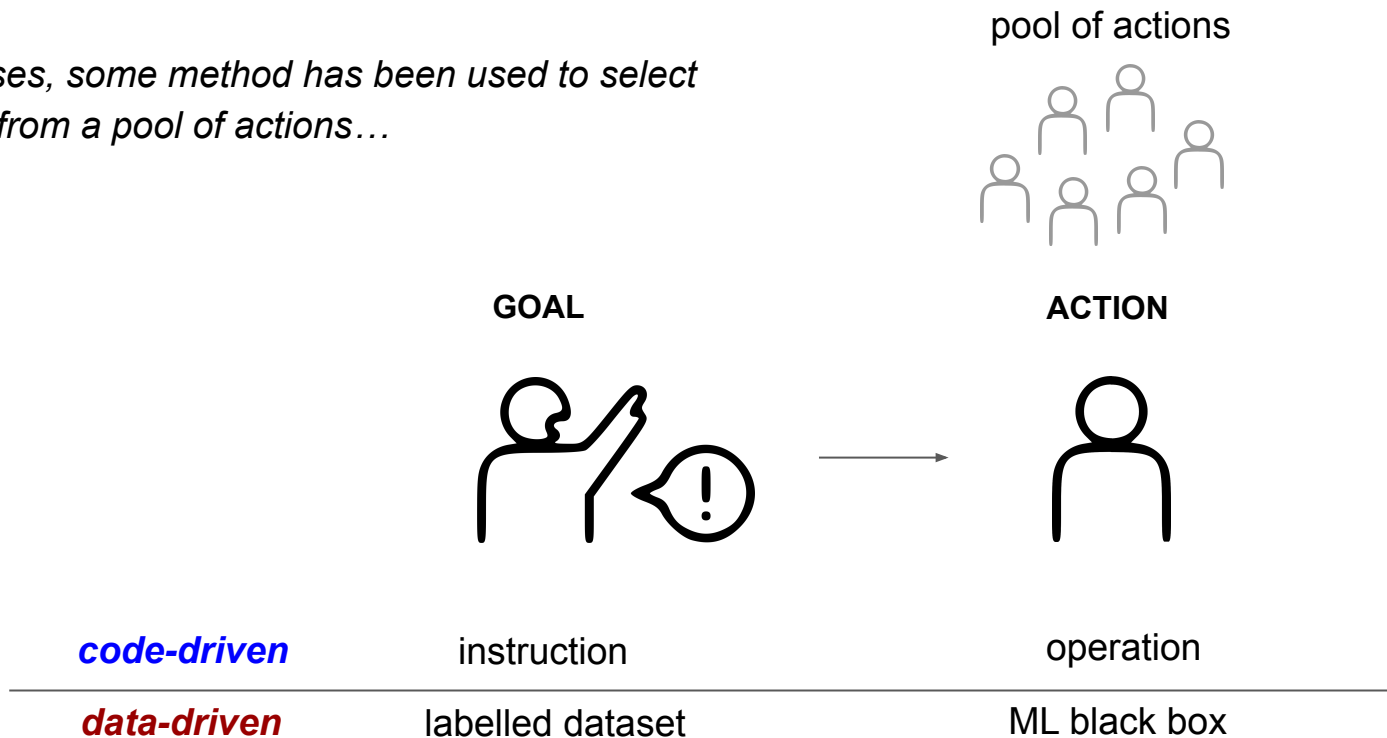 pool of actions
ses, some method has been used to select
from a pool of actions…
GOAL
ACTION
!
code-driven instruction operation
data-driven labelled dataset ML black box